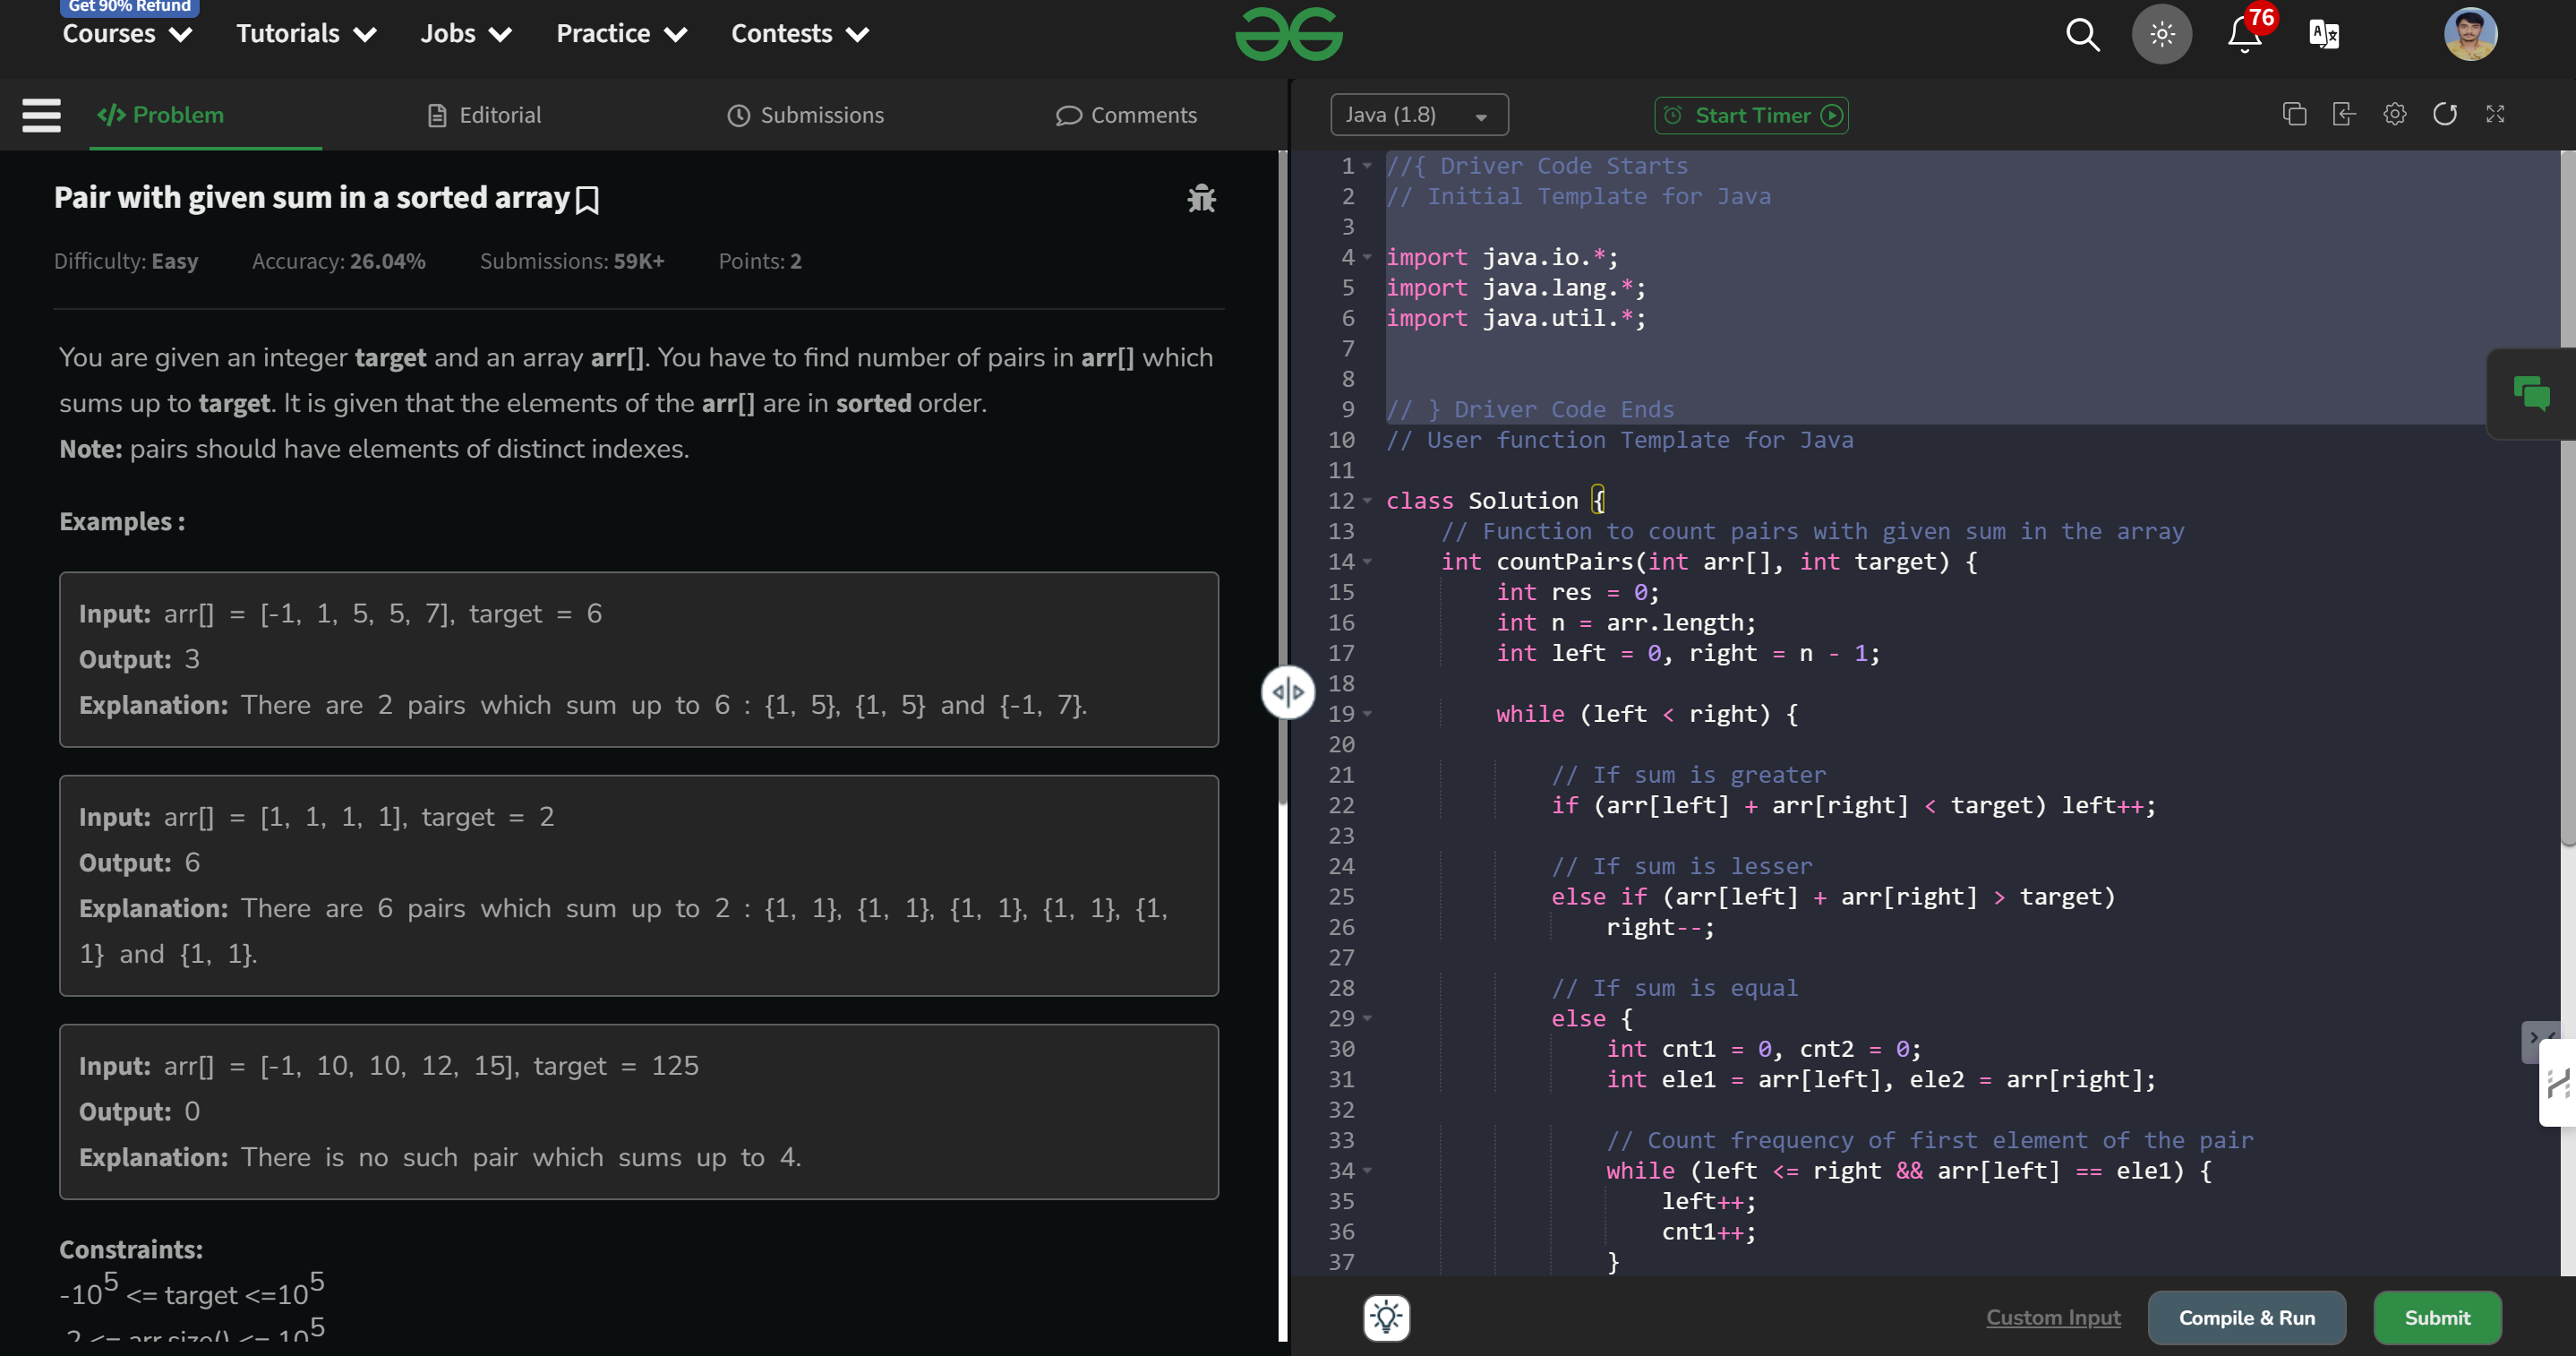 Get 90% Refund
Courses
Tutorials
Jobs
Practice
Contests
76
Problem
Editorial
Submissions
Comments
Java (1.8)
Start Timer
Pair with given sum in a sorted array
Difficulty: Easy Accuracy: 26.04% Submissions: 59K+ Points: 2
You are given an integer target and an array arr[]. You have to find number of pairs in arr[] which
sums up to target. It is given that the elements of the arr[] are in sorted order.
Note: pairs should have elements of distinct indexes.
Examples :
Input: arr[] = [-1, 1, 5, 5, 7], target = 6
Output: 3
Explanation: There are 2 pairs which sum up to 6 : {1, 5}, {1, 5} and {-1, 7}.
Input: arr[] = [1, 1, 1, 1], target = 2
Output: 6
Explanation: There are 6 pairs which sum up to 2 : {1, 1}, {1, 1}, {1, 1}, {1, 1}, {1,
1} and {1, 1}.
Input: arr[] = [-1, 10, 10, 12, 15], target = 125
Output: 0
Explanation: There is no such pair which sums up to 4.
Constraints:
-10^5 <= target <=10^5
2 <= arr.size() <= 10^5
1 //{ Driver Code Starts
2 // Initial Template for Java
3
4 import java.io.*;
5 import java.lang.*;
6 import java.util.*;
7
8
9 // } Driver Code Ends
10 // User function Template for Java
11
12 class Solution {
13 // Function to count pairs with given sum in the array
14 int countPairs(int arr[], int target) {
15 int res = 0;
16 int n = arr.length;
17 int left = 0, right = n - 1;
18
19 while (left < right) {
20
21 // If sum is greater
22 if (arr[left] + arr[right] < target) left++;
23
24 // If sum is lesser
25 else if (arr[left] + arr[right] > target)
26 right--;
27
28 // If sum is equal
29 else {
30 int cnt1 = 0, cnt2 = 0;
31 int ele1 = arr[left], ele2 = arr[right];
32
33 // Count frequency of first element of the pair
34 while (left <= right && arr[left] == ele1) {
35 left++;
36 cnt1++;
37 }
Custom Input
Compile & Run
Submit